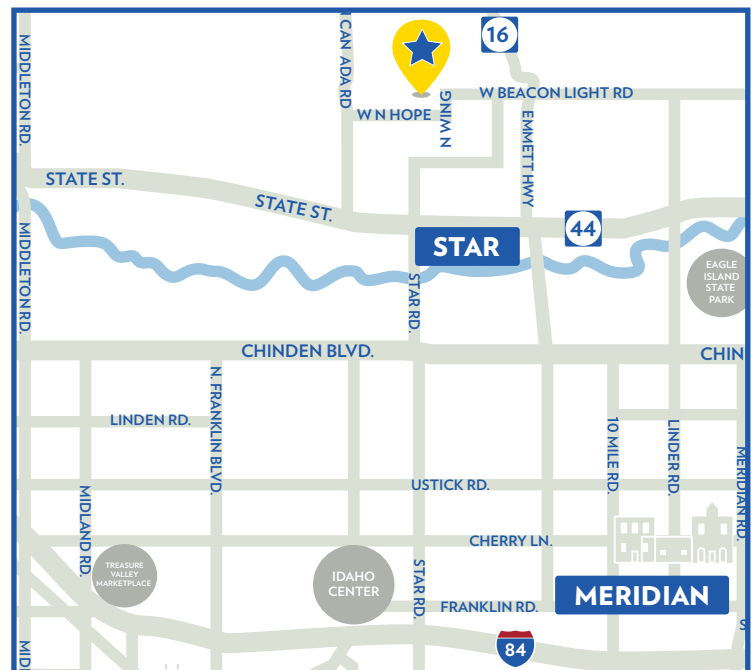 MIDDLETON RD.
N CAN ADA RD
16
W BEACON LIGHT RD
W N HOPE
N WING
EMMETT HWY
STATE ST.
STATE ST.
44
STAR
MIDDLETON RD.
EAGLE
ISLAND
STATE
PARK
STAR RD.
CHINDEN BLVD.
CHIN
N. FRANKLIN BLVD.
LINDEN RD.
10 MILE RD.
LINDER RD.
MERIDIAN RD.
USTICK RD.
MIDLAND RD.
CHERRY LN.
TREASURE
VALLEY
MARKETPLACE
IDAHO
CENTER
STAR RD.
FRANKLIN RD.
MERIDIAN
S
MID
84